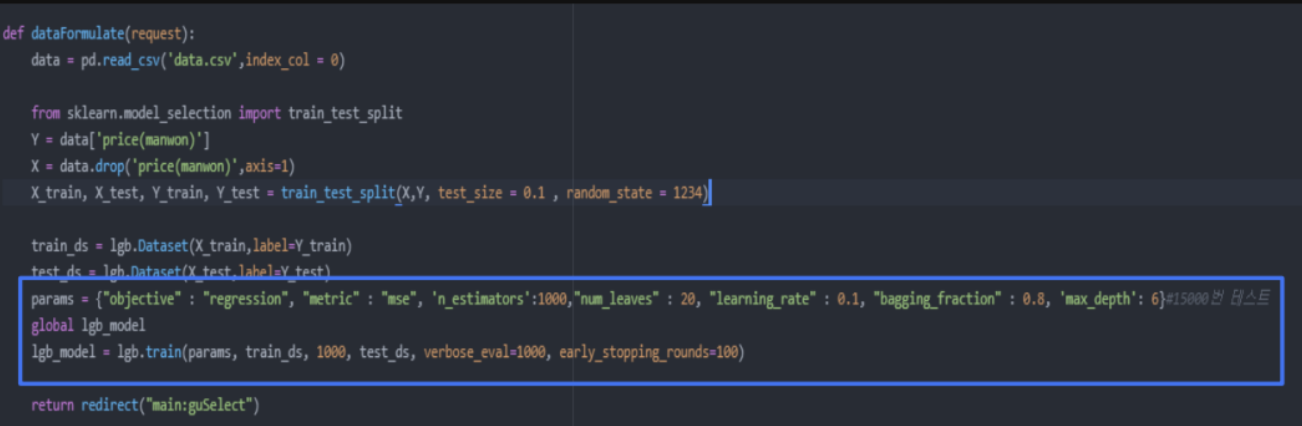 def dataFormulate(request):
data = pd.read_csv('data.csv',index_col = 0)
from sklearn.model_selection import train_test_split
Y = data['price(manwon)']
X = data.drop('price(manwon)',axis=1)
X_train, X_test, Y_train, Y_test = train_test_split(X,Y, test_size = 0.1 , random_state = 1234)
train_ds = lgb.Dataset(X_train,label=Y_train)
test_ds = lgb.Dataset(X_test,label=Y_test)
params = {"objective" : "regression", "metric" : "mse", 'n_estimators':1000,"num_leaves" : 20, "learning_rate" : 0.1, "bagging_fraction" : 0.8, 'max_depth': 6}#15000번 테스트
global lgb_model
lgb_model = lgb.train(params, train_ds, 1000, test_ds, verbose_eval=1000, early_stopping_rounds=100)
return redirect("main:guSelect")